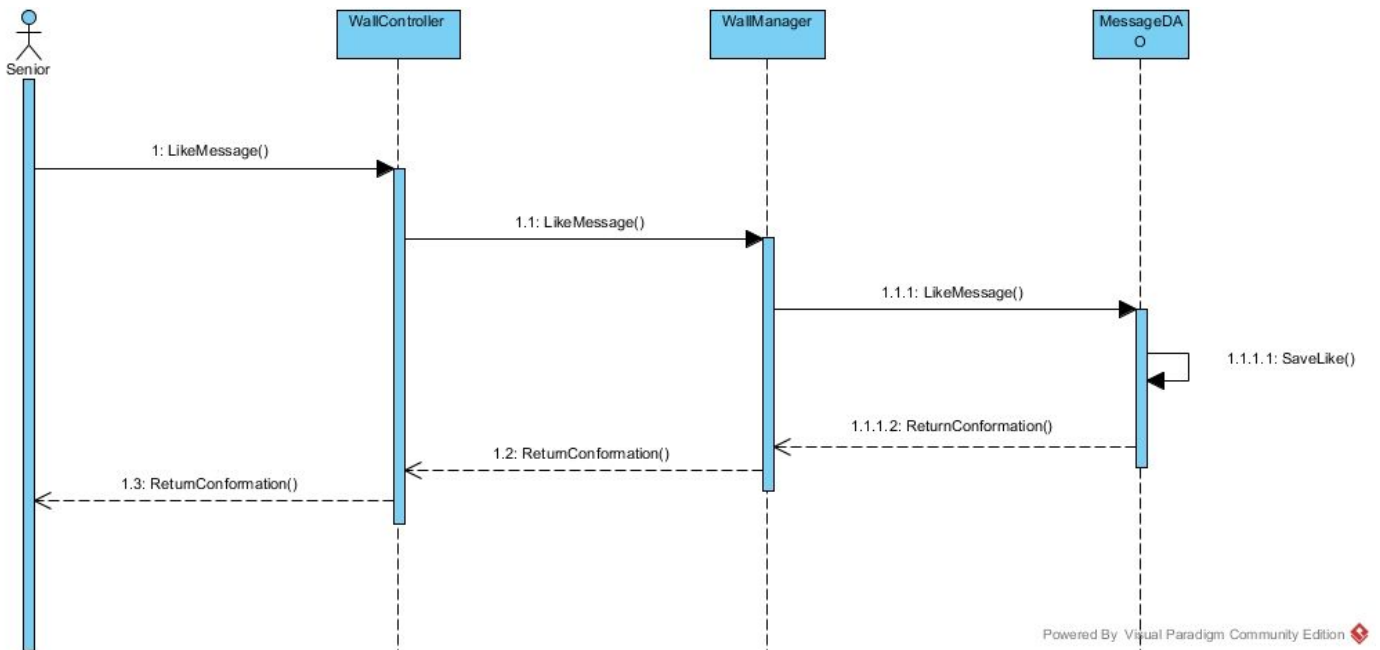 WallController
WallManager
MessageDA
O
Senior
1: LikeMessage()
1.1: LikeMessage()
1.1.1: LikeMessage()
1.1.1.1: SaveLike()
1.1.1.2: ReturnConformation()
1.2: ReturnConformation()
1.3: ReturnConformation()
Powered By Visual Paradigm Community Edition